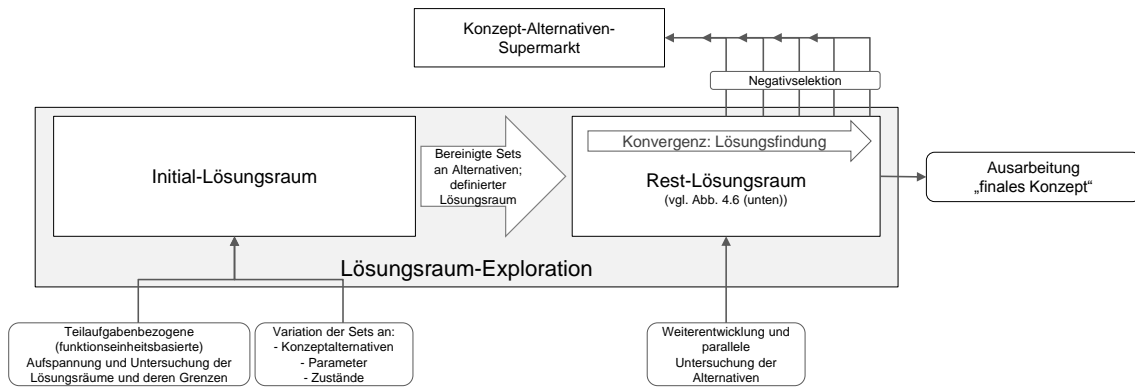 Konzept-Alternativen-
Supermarkt
Negativselektion
Initial-Lösungsraum
Bereinigte Sets
an Alternativen;
definierter
Lösungsraum
Konvergenz: Lösungsfindung
Rest-Lösungsraum
(vgl. Abb. 4.6 (unten))
Ausarbeitung
„finales Konzept“
Lösungsraum-Exploration
Teilaufgabenbezogene
(funktionseinheitsbasierte)
Aufspannung und Untersuchung der
Lösungsräume und deren Grenzen
Variation der Sets an:
- Konzeptalternativen
- Parameter
- Zustände
Weiterentwicklung und
parallele
Untersuchung der
Alternativen